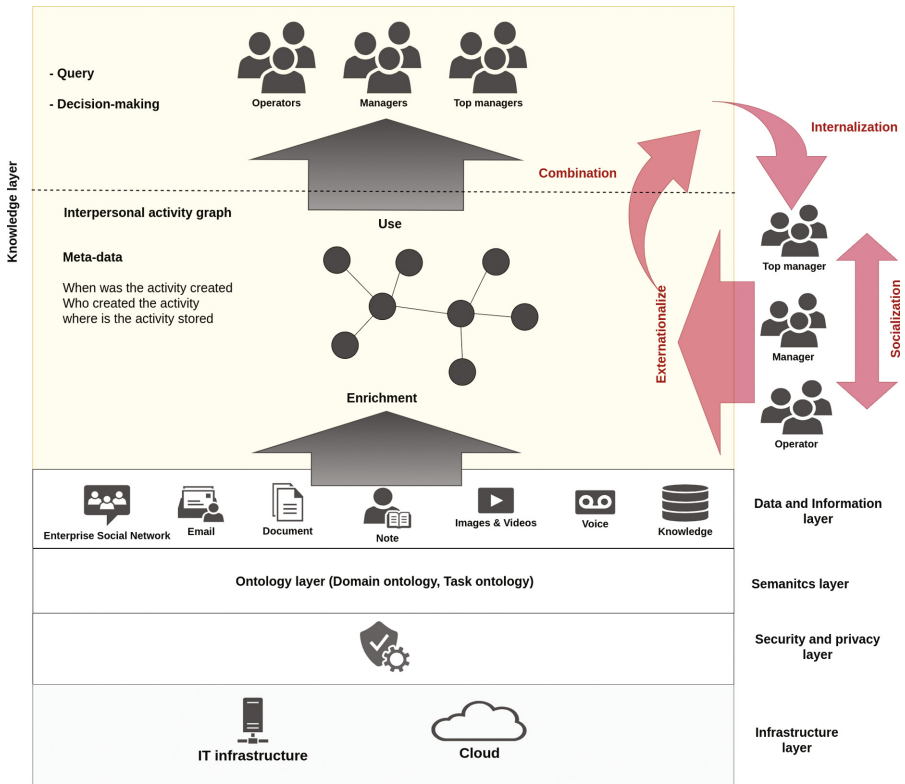 Knowledge layer
- Query
- Decision-making
Operators
Managers
Top managers
Combination
Internalization
Interpersonal activity graph
Use
Meta-data
When was the activity created
Who created the activity
where is the activity stored
Externationalize
Top manager
Manager
Operator
Socialization
Enrichment
Enterprise Social Network
Email
Document
Note
Images & Videos
Voice
Knowledge
Data and Information
layer
Ontology layer (Domain ontology, Task ontology)
Semanitcs layer
Security and privacy
layer
IT infrastructure
Cloud
Infrastructure
layer